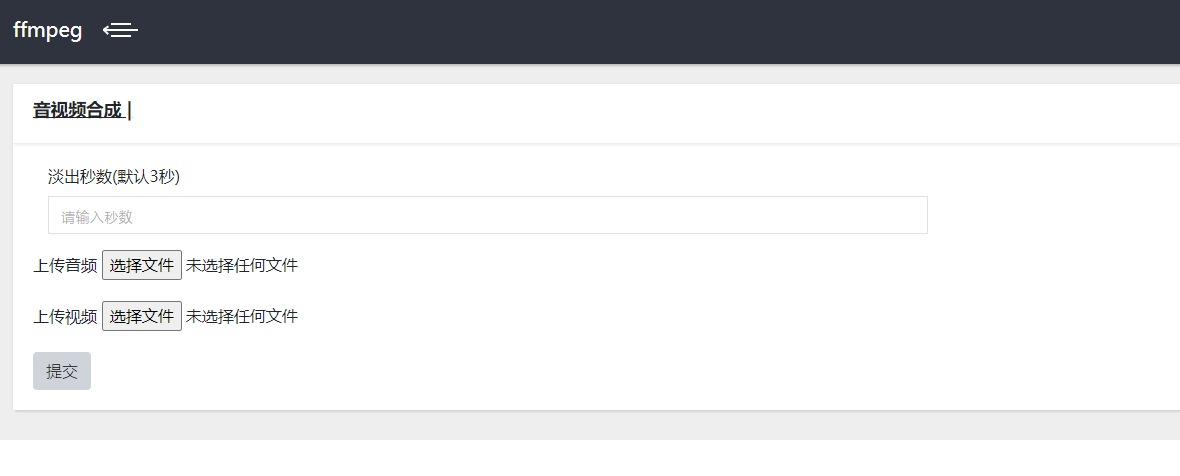 ffmpeg
音视频合成 |
淡出秒数(默认3秒)
请输入秒数
上传音频 选择文件 未选择任何文件
上传视频 选择文件 未选择任何文件
提交